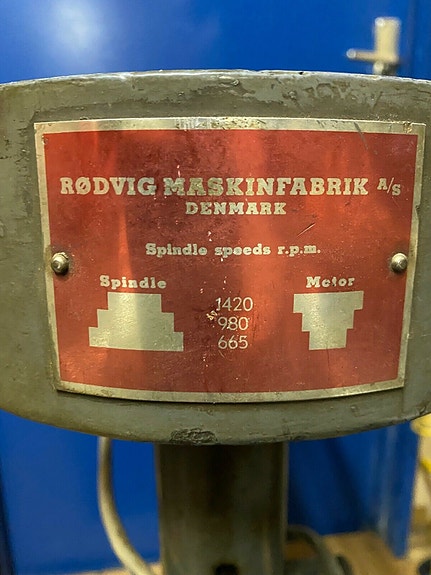 RØDVIG MASKINFABRIK A/S
DENMARK
Spindle speeds r.p.m.
Spindle Motor
1420
980
665